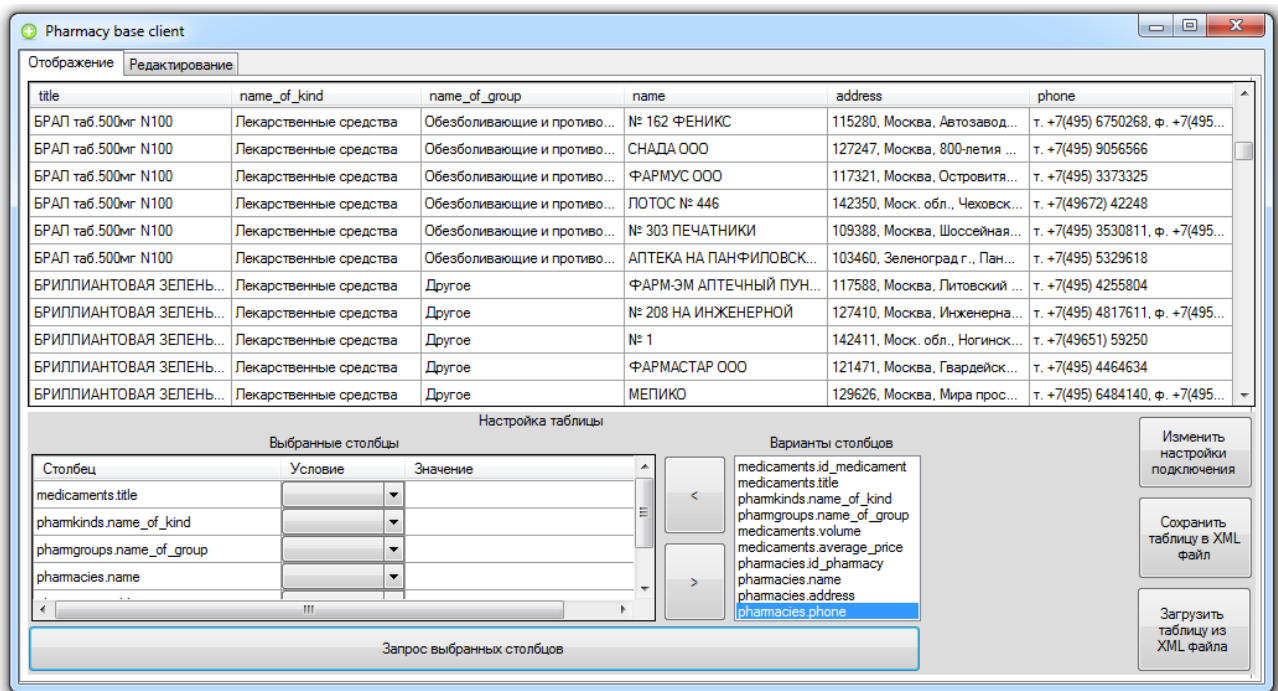 Pharmacy base client
Отображение Редактирование
title name_of_kind name_of_group name address phone
БРАП таб.500мг N100 Лекарственные средства Обезболивающие и противо... № 162 ФЕНИКС 115280, Москва, Автозавод... т. +7(495) 6750268, ф. +7(495...
БРАП таб.500мг N100 Лекарственные средства Обезболивающие и противо... СНАДА ООО 127247, Москва, 800-летия ... т. +7(495) 9056566
БРАП таб.500мг N100 Лекарственные средства Обезболивающие и противо... ФАРМУС ООО 117321, Москва, Островитя... т. +7(495) 3373325
БРАП таб.500мг N100 Лекарственные средства Обезболивающие и противо... ЛОТОС № 446 142350, Моск. обл., Чеховск... т. +7(49672) 42248
БРАП таб.500мг N100 Лекарственные средства Обезболивающие и противо... № 303 ПЕЧАТНИКИ 109388, Москва, Шоссейная... т. +7(495) 3530811, ф. +7(495...
БРАП таб.500мг N100 Лекарственные средства Обезболивающие и противо... АПТЕКА НА ПАНФИЛОВСК... 103460, Зеленоград г., Пан... т. +7(495) 5329618
БРИЛЛИАНТОВАЯ ЗЕЛЕНЬ... Лекарственные средства Другое ФАРМ-ЭМ АПТЕЧНЫЙ ПУН... 117588, Москва, Литовский ... т. +7(495) 4255804
БРИЛЛИАНТОВАЯ ЗЕЛЕНЬ... Лекарственные средства Другое № 208 НА ИНЖЕНЕРНОЙ 127410, Москва, Инженерна... т. +7(495) 4817611, ф. +7(495...
БРИЛЛИАНТОВАЯ ЗЕЛЕНЬ... Лекарственные средства Другое № 1 142411, Моск. обл., Ногинск... т. +7(49651) 59250
БРИЛЛИАНТОВАЯ ЗЕЛЕНЬ... Лекарственные средства Другое ФАРМАСТАР ООО 121471, Москва, Гвардейск... т. +7(495) 4464634
БРИЛЛИАНТОВАЯ ЗЕЛЕНЬ... Лекарственные средства Другое МЕПИКО 129626, Москва, Мира прос... т. +7(495) 6484140, ф. +7(495...
Настройка таблицы
Выбранные столбцы
Столбец Условие Значение
medicaments.title
pharmkinds.name_of_kind
pharmgroups.name_of_group
pharmacies.name
<
>
Варианты столбцов
medicaments.id_medicament
medicaments.title
pharmkinds.name_of_kind
pharmgroups.name_of_group
medicaments.volume
medicaments.average_price
pharmacies.id_pharmacy
pharmacies.name
pharmacies.address
pharmacies.phone
Запрос выбранных столбцов
Изменить
настройки
подключения
Сохранить
таблицу в XML
файл
Загрузить
таблицу из
XML файла